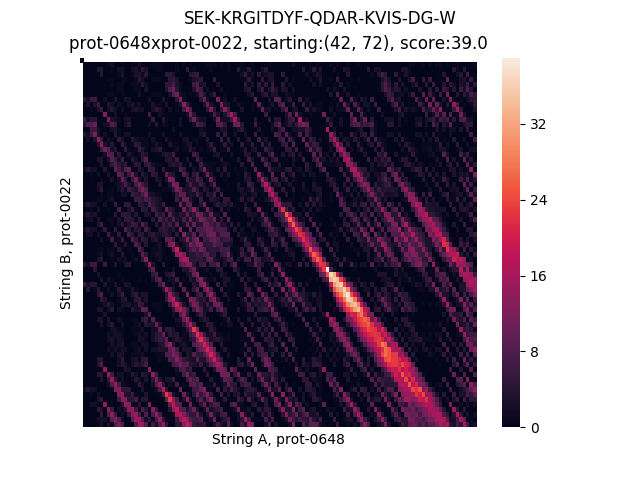 SEK-KRGITDYF-QDAR-KVIS-DG-W
prot-0648xprot-0022, starting:(42, 72), score:39.0
32
24
16
8
0
String B, prot-0022
String A, prot-0648